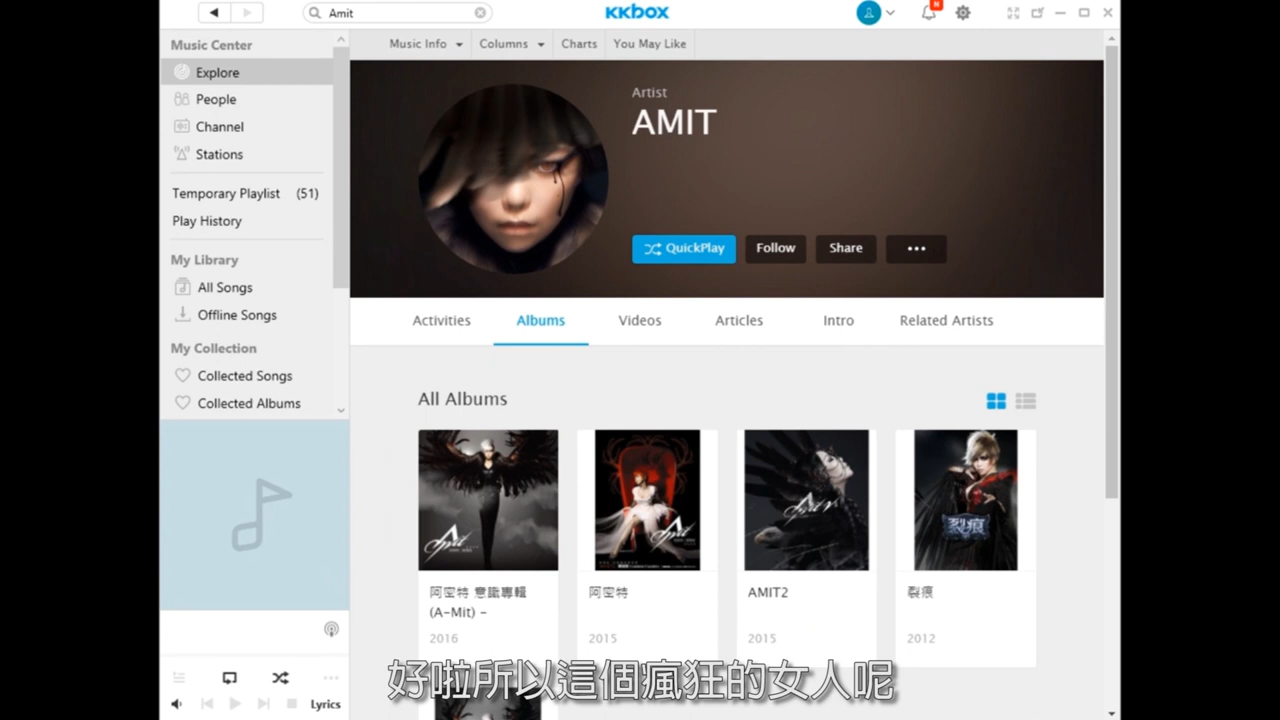 Amit
KKBOX
N
Music Center
Explore
People
Channel
Stations
Temporary Playlist (51)
Play History
My Library
All Songs
Offline Songs
My Collection
Collected Songs
Collected Albums
Lyrics
Music Info
Columns
Charts
You May Like
Artist
AMIT
QuickPlay
Follow
Share
Activities
Albums
Videos
Articles
Intro
Related Artists
All Albums
Amit
Amit
Amit
裂痕
阿密特 意識專輯
(A-Mit) -
2016
阿密特
2015
AMIT2
2015
裂痕
2012
好啦所以這個瘋狂的女人呢